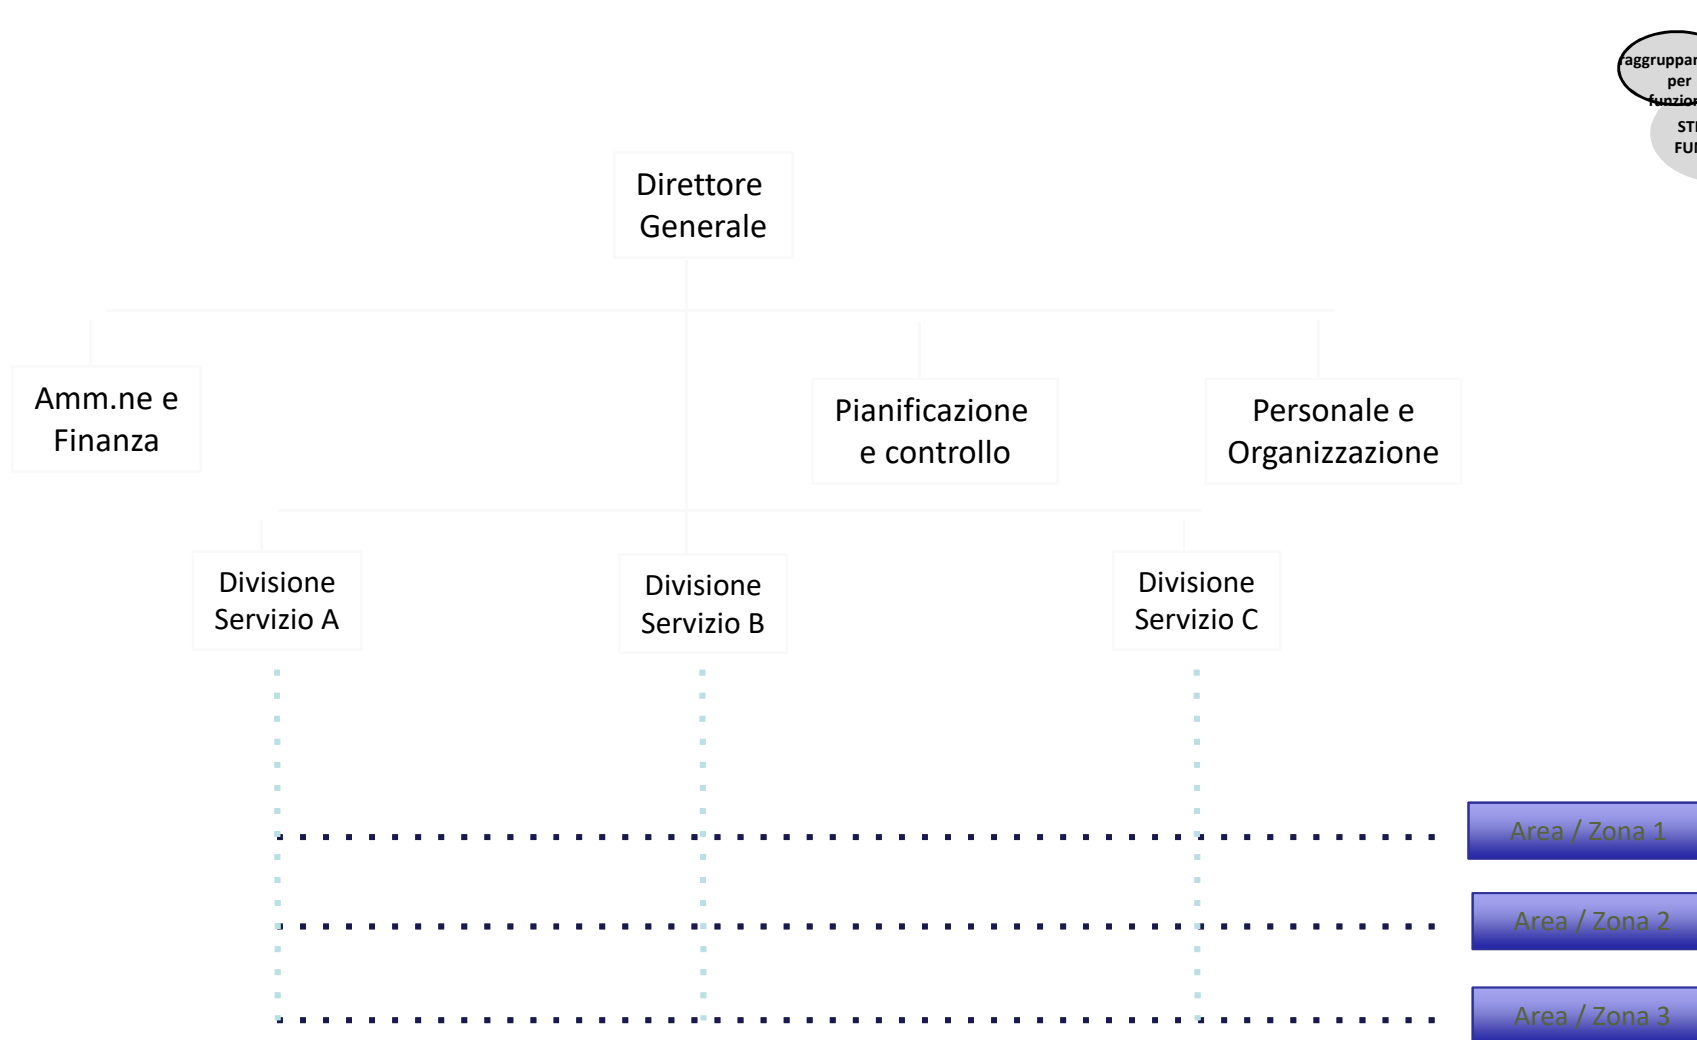 per
Direttore
Generale
Amm.ne e
Finanza
Pianificazione
e controllo
Personale e
Organizzazione
Divisione
Servizio A
Divisione
Servizio B
Divisione
Servizio C
Area / Zona 1
Area / Zona 2
Area / Zona 3